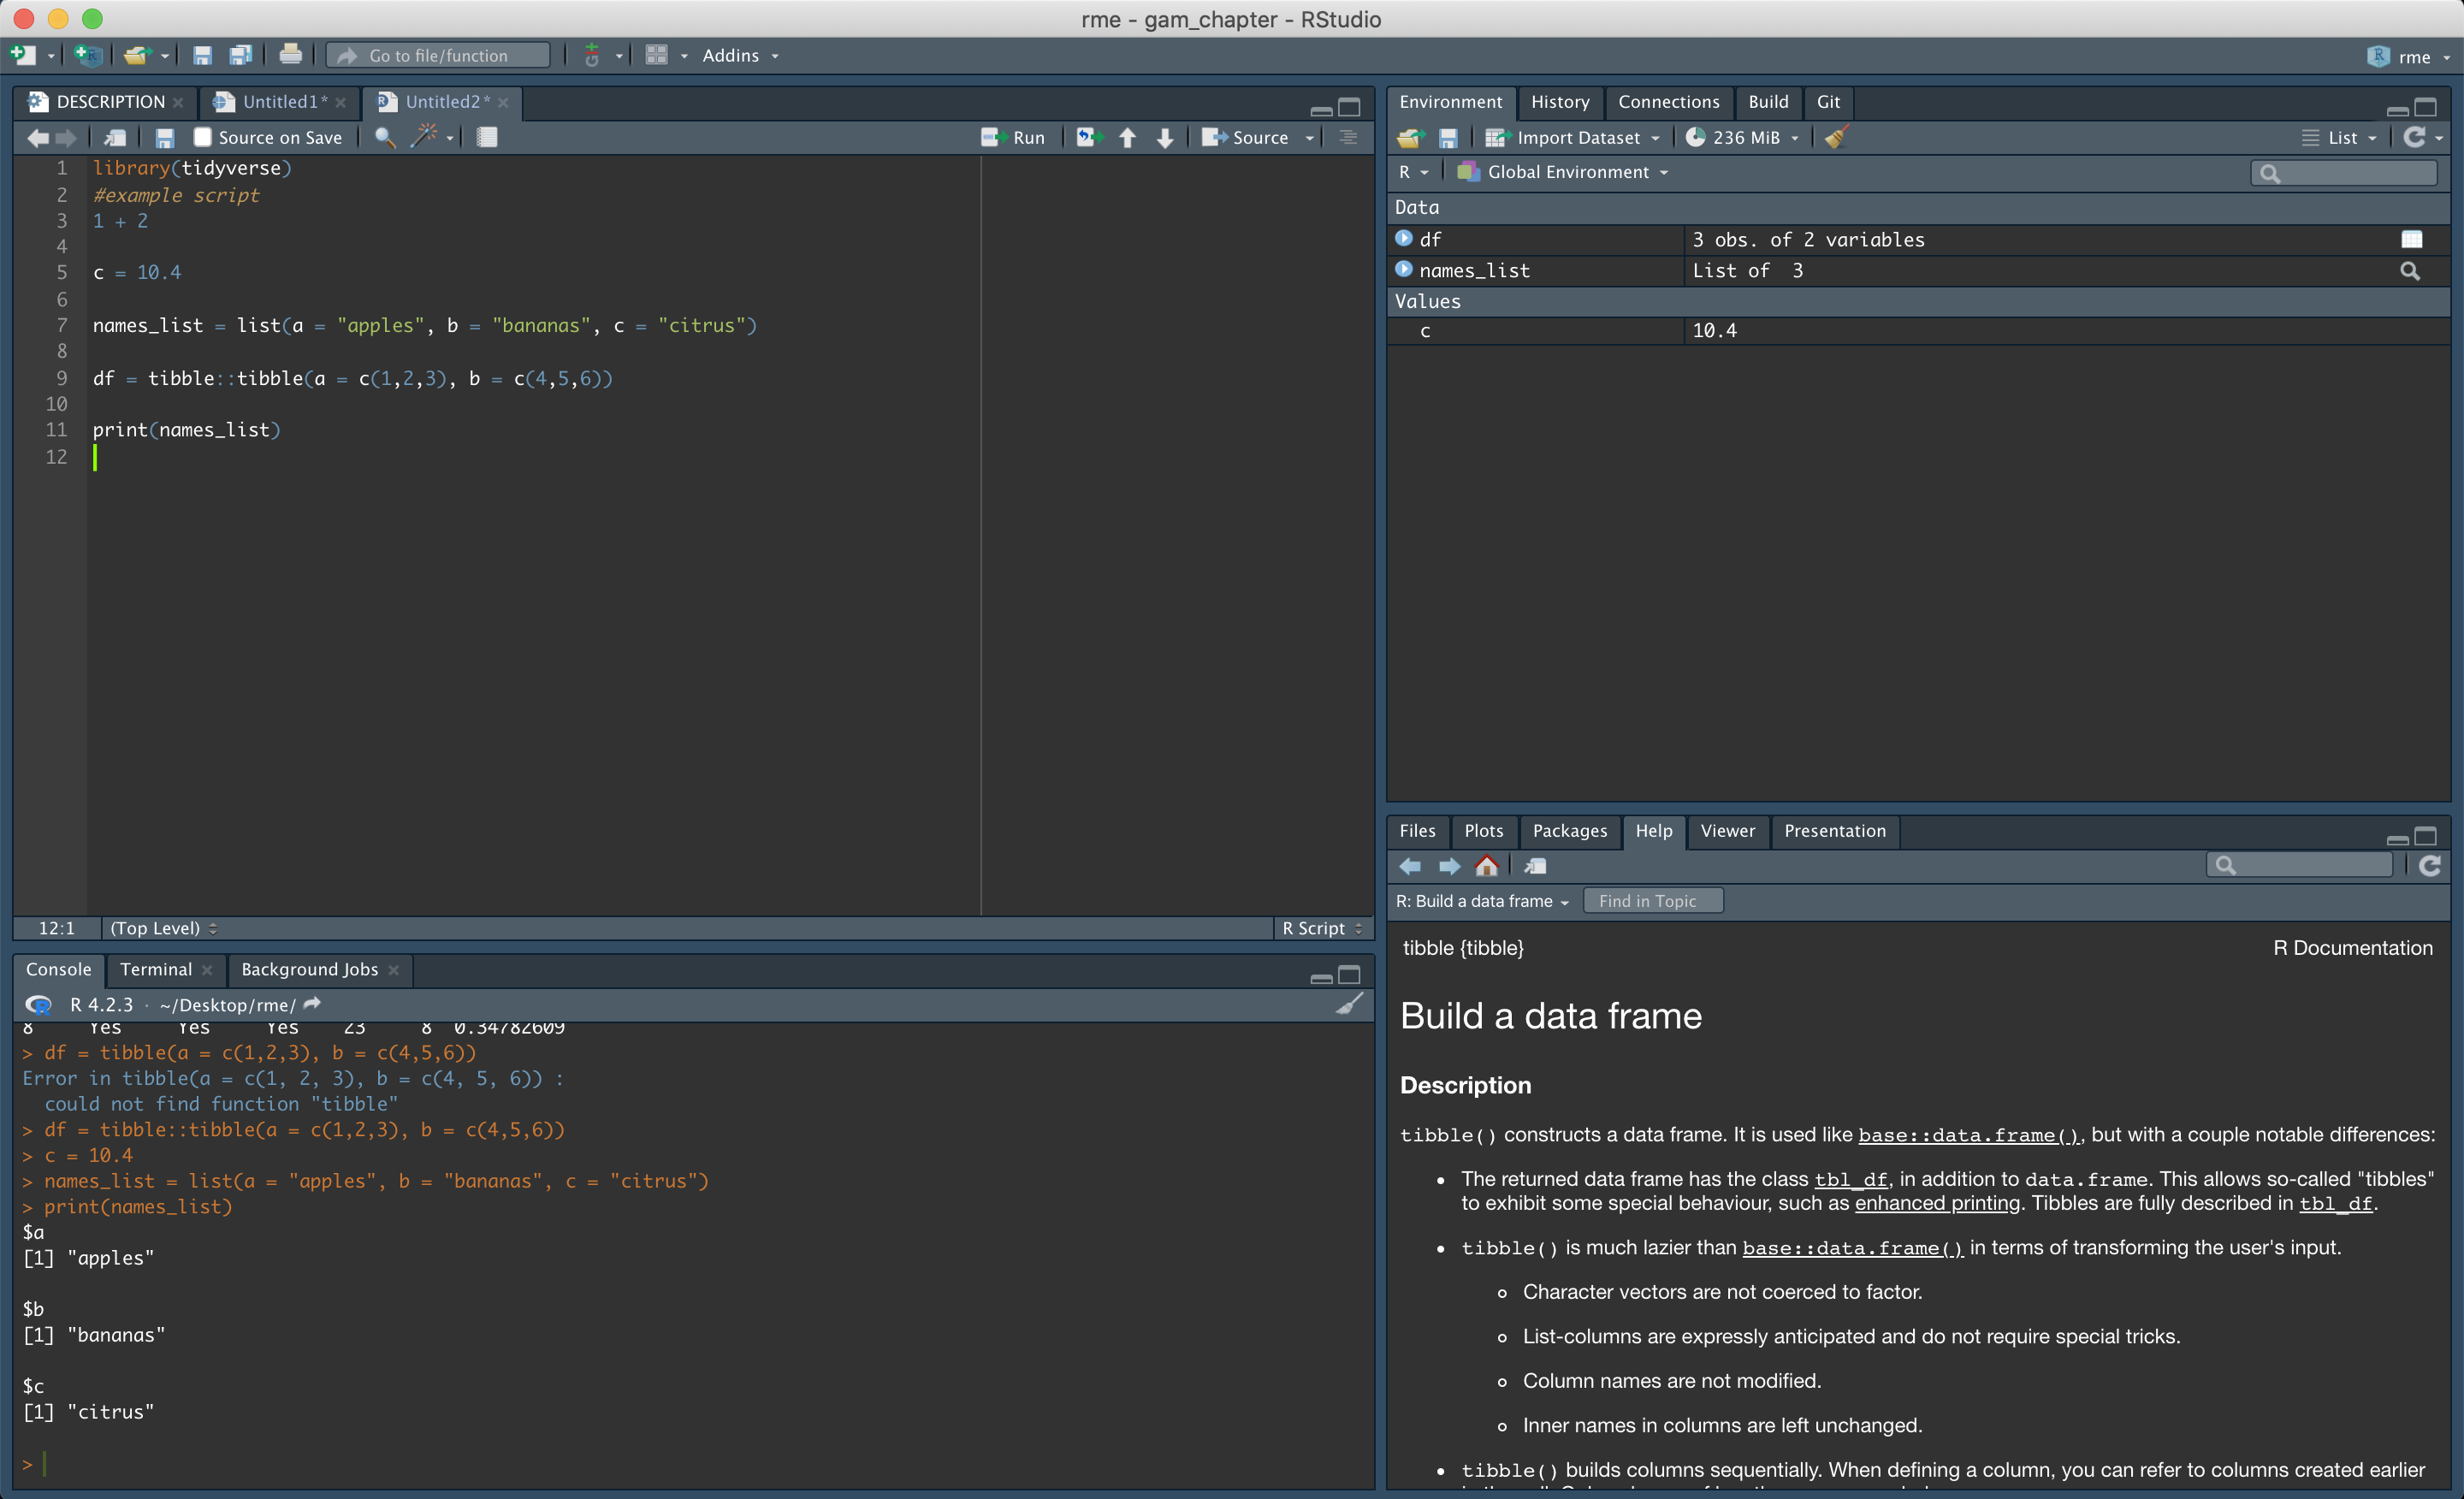 rme - gam_chapter - RStudio
Go to file/function
Addins
rme
DESCRIPTION
Untitled1*
Untitled2*
Source on Save
Run
Source
1 library(tidyverse)
2 #example script
3 1 + 2
4
5 c = 10.4
6
7 names_list = list(a = "apples", b = "bananas", c = "citrus")
8
9 df = tibble::tibble(a = c(1,2,3), b = c(4,5,6))
10
11 print(names_list)
12
12:1 (Top Level) R Script
Console Terminal Background Jobs
R 4.2.3 · ~/Desktop/rme/
8 Yes Yes Yes 23 8 0.34782609
> df = tibble(a = c(1,2,3), b = c(4,5,6))
Error in tibble(a = c(1, 2, 3), b = c(4, 5, 6)) :
could not find function "tibble"
> df = tibble::tibble(a = c(1,2,3), b = c(4,5,6))
> c = 10.4
> names_list = list(a = "apples", b = "bananas", c = "citrus")
> print(names_list)
$a
[1] "apples"
$b
[1] "bananas"
$c
[1] "citrus"
>
Environment History Connections Build Git
Import Dataset 236 MiB List
R Global Environment
Data
df 3 obs. of 2 variables
names_list List of 3
Values
c 10.4
Files Plots Packages Help Viewer Presentation
R: Build a data frame Find in Topic
tibble {tibble} R Documentation
Build a data frame
Description
tibble() constructs a data frame. It is used like base::data.frame(), but with a couple notable differences:
• The returned data frame has the class tbl_df, in addition to data.frame. This allows so-called "tibbles"
to exhibit some special behaviour, such as enhanced printing. Tibbles are fully described in tbl_df.
• tibble() is much lazier than base::data.frame() in terms of transforming the user's input.
Character vectors are not coerced to factor.
List-columns are expressly anticipated and do not require special tricks.
Column names are not modified.
Inner names in columns are left unchanged.
• tibble() builds columns sequentially. When defining a column, you can refer to columns created earlier